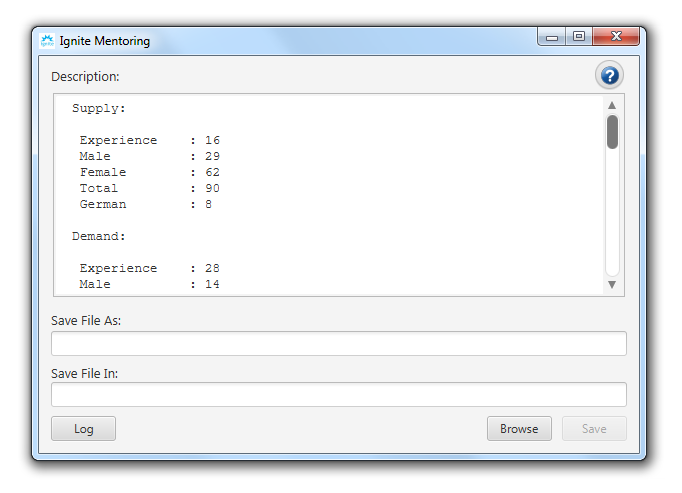 Ignite Mentoring
Description:
?
Supply:
Experience : 16
Male : 29
Female : 62
Total : 90
German : 8
Demand:
Experience : 28
Male : 14
Save File As:
Save File In:
Log
Browse
Save